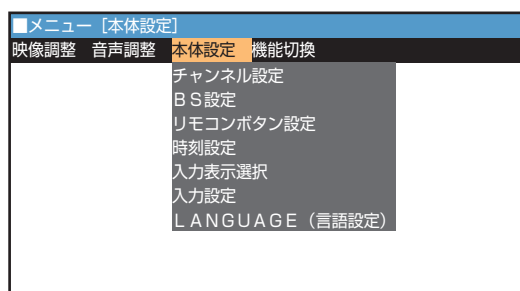 ■メニュー [本体設定]
映像調整 音声調整 本体設定 機能切換
チャンネル設定
ＢＳ設定
リモコンボタン設定
時刻設定
入力表示選択
入力設定
ＬＡＮＧＵＡＧＥ（言語設定）